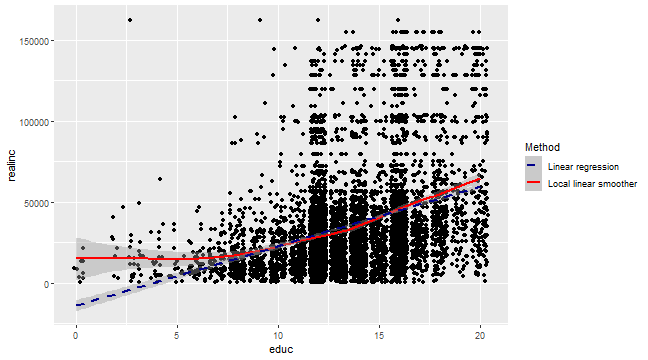 150000
100000
50000
0
realinc
0
5
10
15
20
educ
Method
Linear regression
Local linear smoother